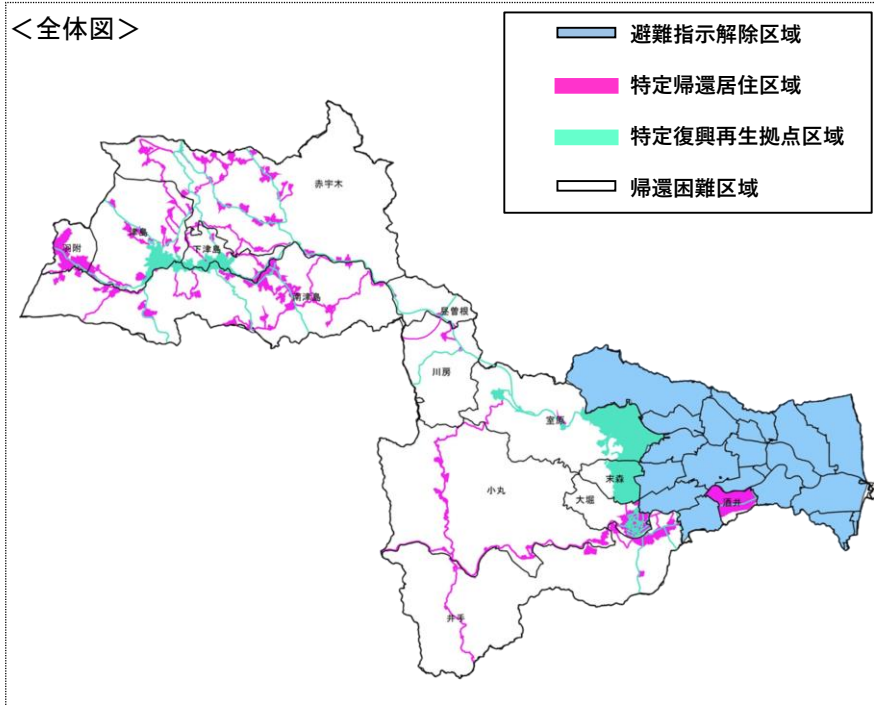 ＜全体図＞
避難指示解除区域
特定帰還居住区域
特定復興再生拠点区域
帰還困難区域
赤宇木
津島
下津島
羽附
南津島
昼曽根
川房
室原
末森
大堀
小丸
酒井
井手